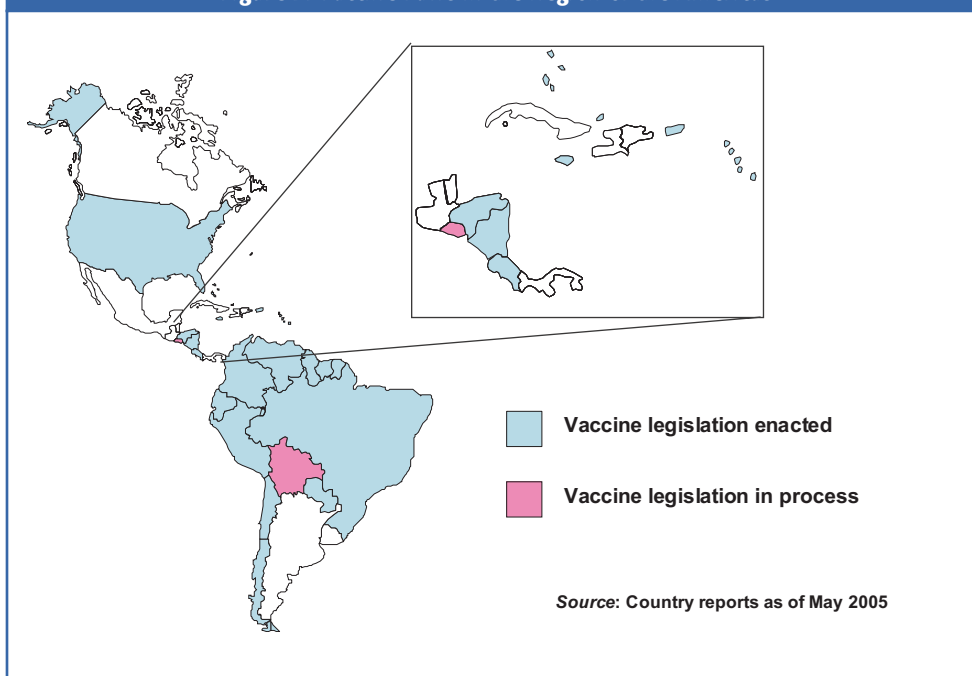 Vaccine legislation enacted
Vaccine legislation in process
Source: Country reports as of May 2005